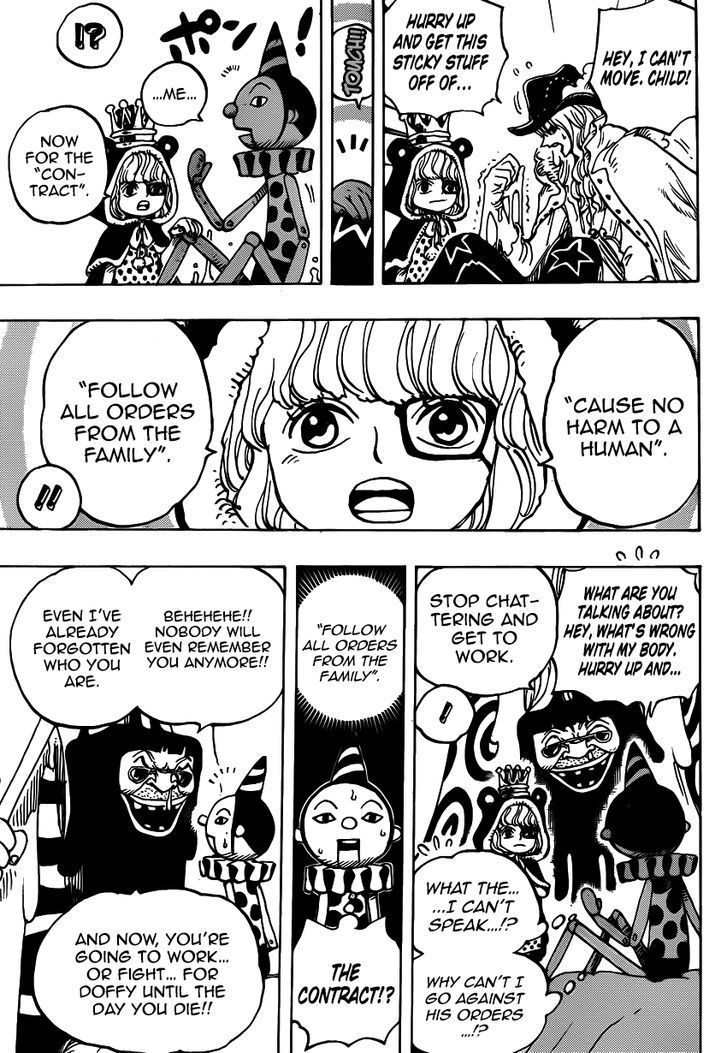 HEY, I CAN'T
MOVE. CHILD!
HURRY UP
AND GET THIS
STICKY STUFF
OFF OF...
TOUCH!!!
ポン!
...ME...
!?
NOW
FOR THE
"CON-
TRACT".
"CAUSE NO
HARM TO A
HUMAN".
"FOLLOW
ALL ORDERS
FROM THE
FAMILY".
!!
WHAT ARE YOU
TALKING ABOUT?
HEY, WHAT'S WRONG
WITH MY BODY.
HURRY UP AND...
STOP CHAT-
TERING AND
GET TO
WORK.
!
WHAT THE...
...I CAN'T
SPEAK...!?
WHY CAN'T I
GO AGAINST
HIS ORDERS
...!?
"FOLLOW
ALL ORDERS
FROM THE
FAMILY".
THE
CONTRACT!?
BEHEHEHE!!
NOBODY WILL
EVEN REMEMBER
YOU ANYMORE!!
EVEN I'VE
ALREADY
FORGOTTEN
WHO YOU
ARE.
AND NOW, YOU'RE
GOING TO WORK...
OR FIGHT... FOR
DOFFY UNTIL THE
DAY YOU DIE!!